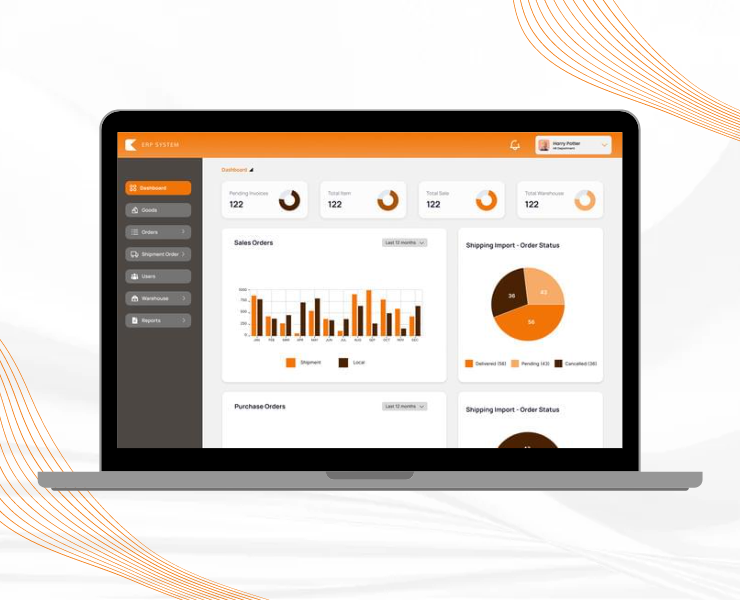 ERP SYSTEM
Harry Potter
HR Department
Dashboard
Dashboard
Goods
Orders
Shipment Order
Users
Warehouse
Reports
Pending Invoices
122
Total Item
122
Total Sale
122
Total Warehouse
122
Sales Orders
Last 12 months
1000
750
500
250
0
JAN FEB MAR APR MAY JUN JUL AUG SEP OCT NOV DEC
Shipment Local
Shipping Import - Order Status
38 43
56
Delivered (56) Pending (43) Cancelled (38)
Purchase Orders
Last 12 months
Shipping Import - Order Status